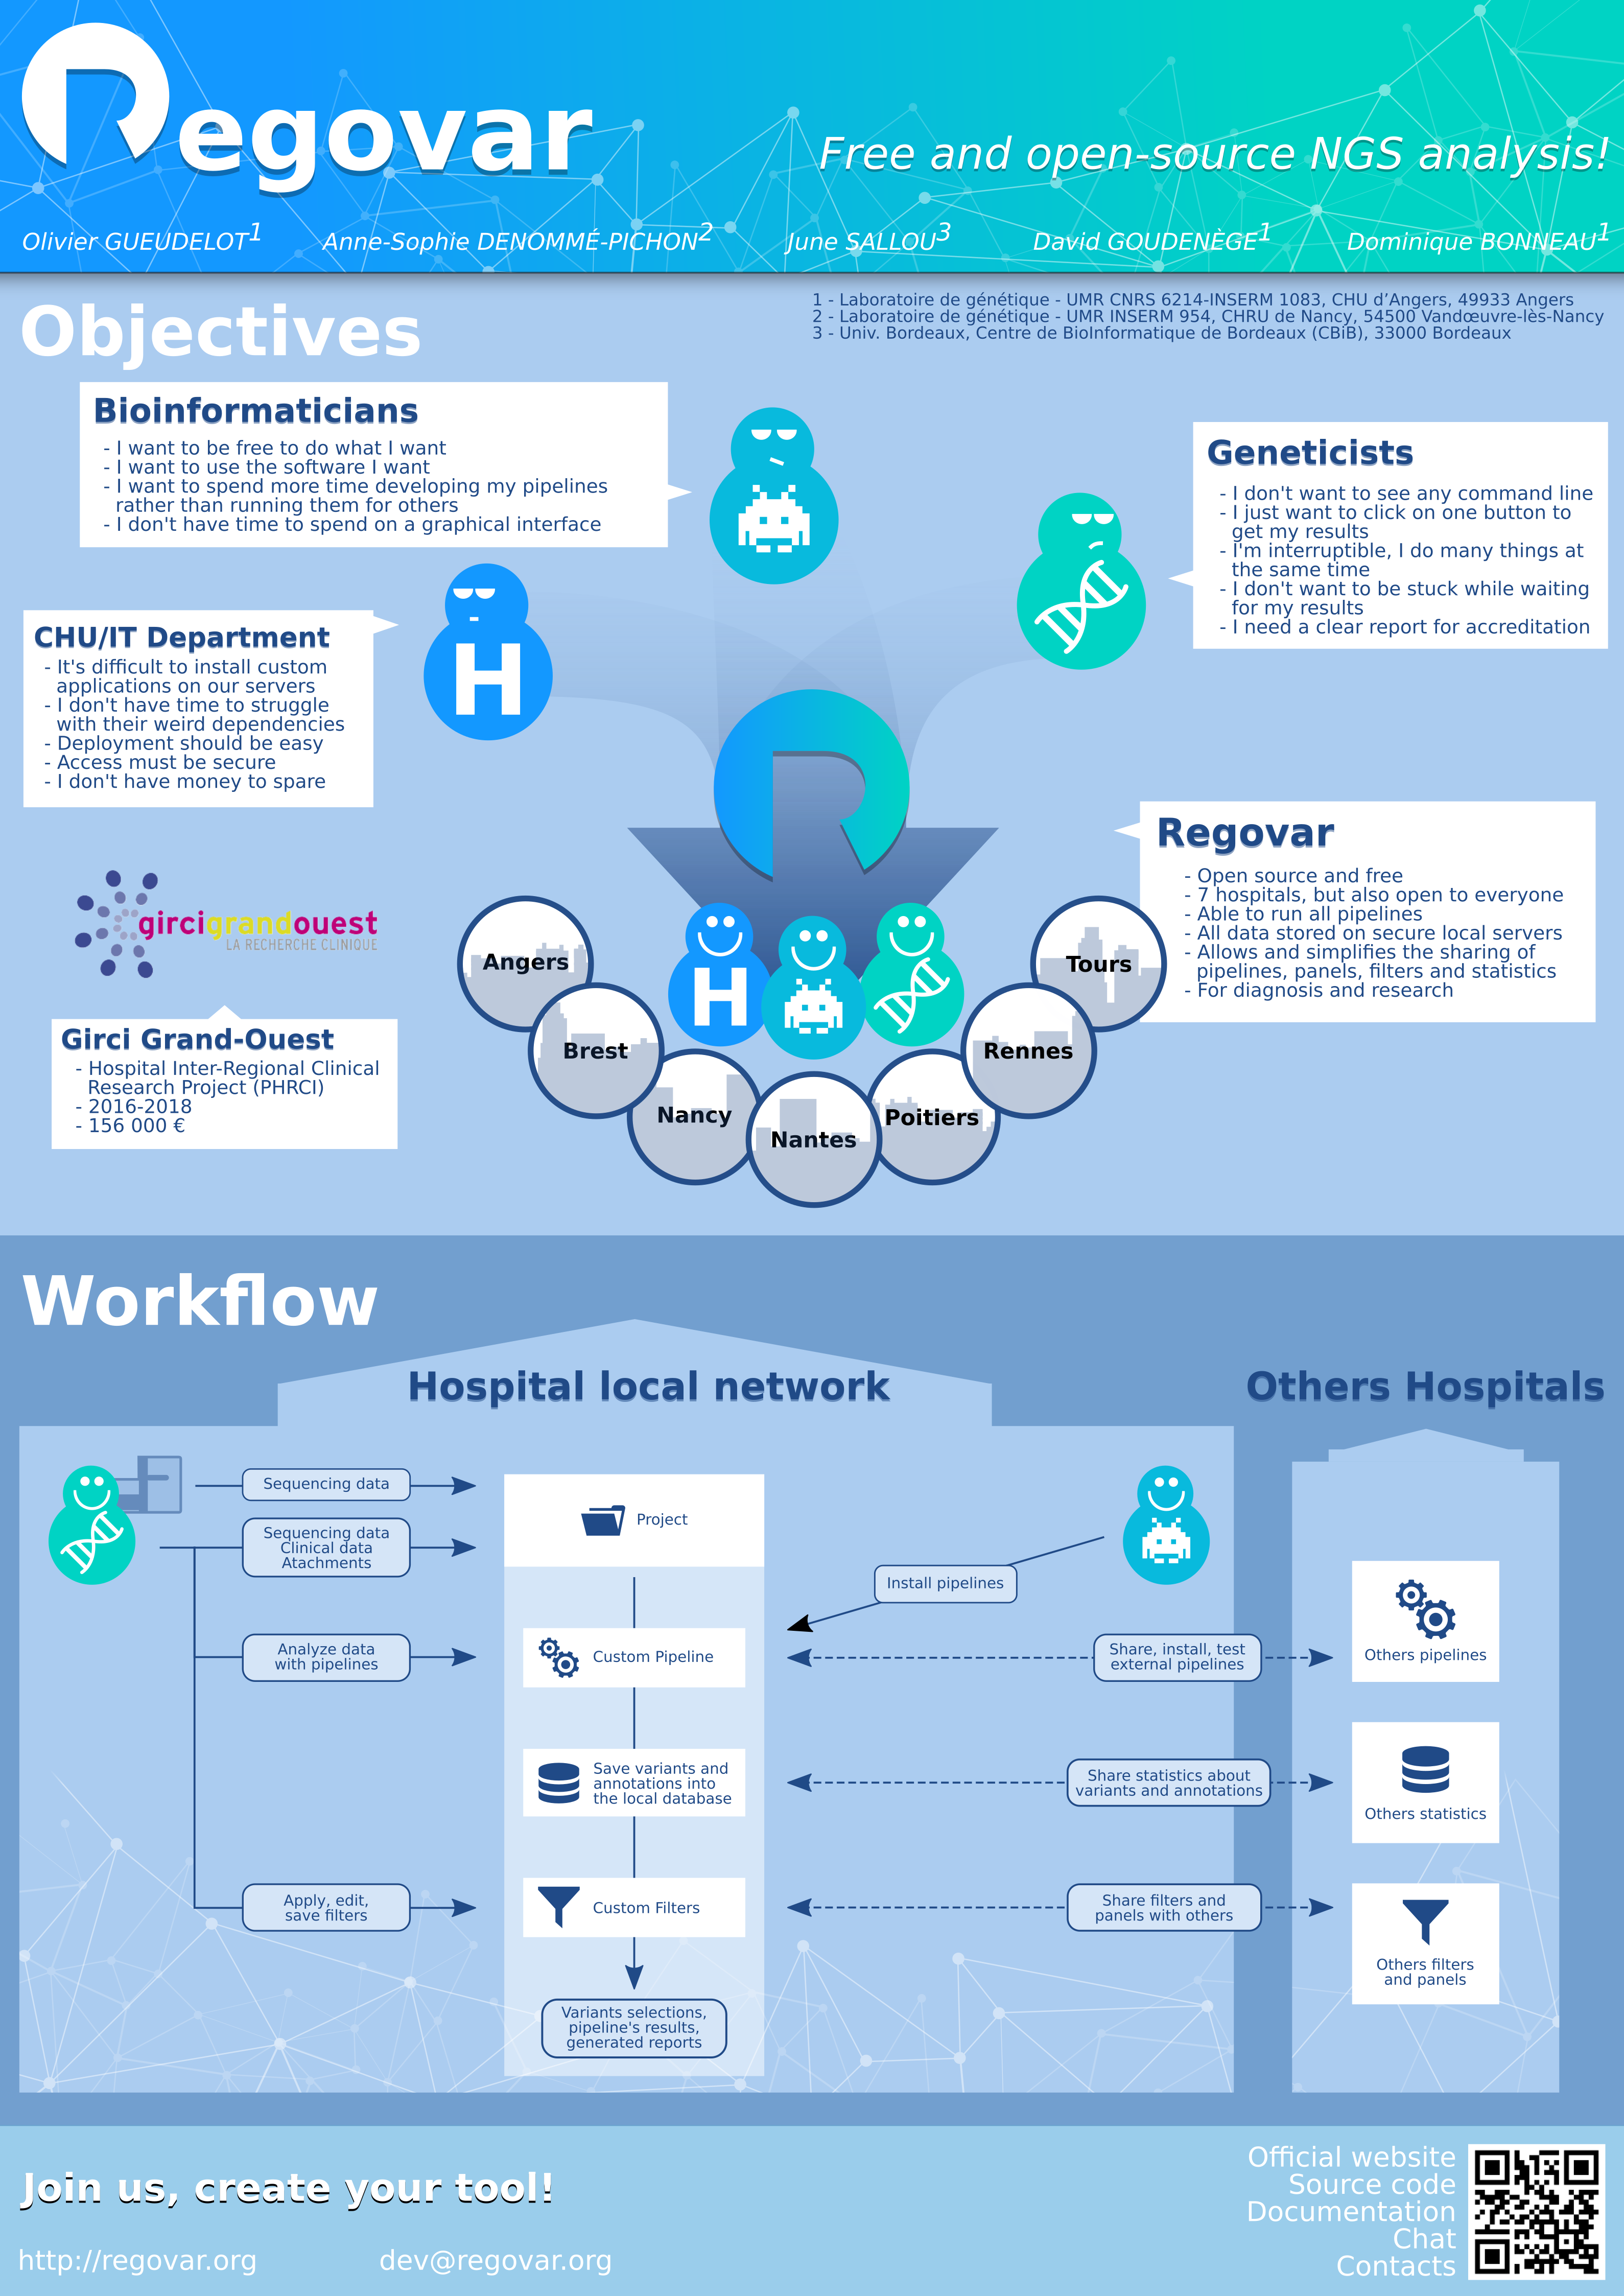 Regovar
Free and open-source NGS analysis!
Olivier GUEUDELOT1 Anne-Sophie DENOMMÉ-PICHON2 June SALLOU3 David GOUDENÈGE1 Dominique BONNEAU1
1 - Laboratoire de génétique - UMR CNRS 6214-INSERM 1083, CHU d’Angers, 49933 Angers
2 - Laboratoire de génétique - UMR INSERM 954, CHRU de Nancy, 54500 Vandœuvre-lès-Nancy
3 - Univ. Bordeaux, Centre de BioInformatique de Bordeaux (CBiB), 33000 Bordeaux
Objectives
Bioinformaticians
- I want to be free to do what I want
- I want to use the software I want
- I want to spend more time developing my pipelines
rather than running them for others
- I don't have time to spend on a graphical interface
Geneticists
- I don't want to see any command line
- I just want to click on one button to
get my results
- I'm interruptible, I do many things at
the same time
- I don't want to be stuck while waiting
for my results
- I need a clear report for accreditation
CHU/IT Department
- It's difficult to install custom
applications on our servers
- I don't have time to struggle
with their weird dependencies
- Deployment should be easy
- Access must be secure
- I don't have money to spare
H
Regovar
- Open source and free
- 7 hospitals, but also open to everyone
- Able to run all pipelines
- All data stored on secure local servers
- Allows and simplifies the sharing of
pipelines, panels, filters and statistics
- For diagnosis and research
gircigrandouest
LA RECHERCHE CLINIQUE
Girci Grand-Ouest
- Hospital Inter-Regional Clinical
Research Project (PHRCI)
- 2016-2018
- 156 000 €
H
Angers
Brest
Nancy
Nantes
Poitiers
Rennes
Tours
Workflow
Hospital local network
Others Hospitals
Sequencing data
Sequencing data
Clinical data
Atachments
Analyze data
with pipelines
Apply, edit,
save filters
Project
Custom Pipeline
Save variants and
annotations into
the local database
Custom Filters
Variants selections,
pipeline's results,
generated reports
Install pipelines
Share, install, test
external pipelines
Share statistics about
variants and annotations
Share filters and
panels with others
Others pipelines
Others statistics
Others filters
and panels
Join us, create your tool!
http://regovar.org dev@regovar.org
Official website
Source code
Documentation
Chat
Contacts